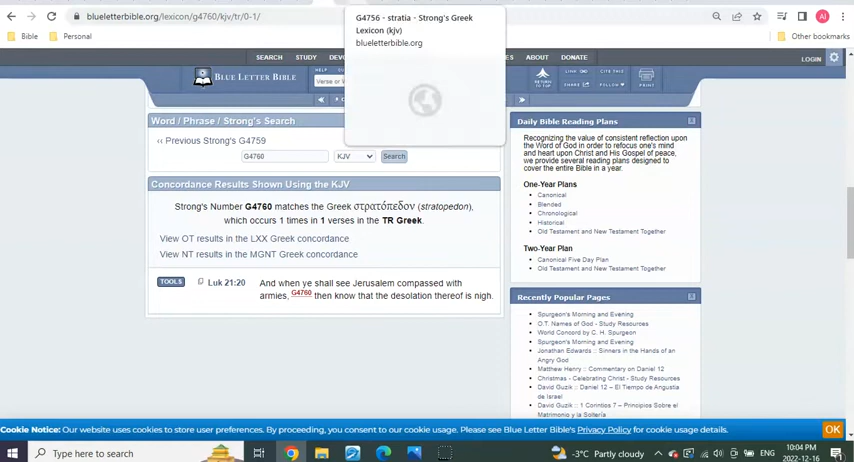 G4756 - stratia - Strong's Greek
Lexicon (kjv)
blueletterbible.org
blueletterbible.org/lexicon/g4760/kjv/tr/0-1/
AI
Bible
Personal
Other bookmarks
SEARCH
STUDY
ABOUT
DONATE
LOGIN
BLUE LETTER BIBLE
HELP
RETURN
TO TOP
LINK
CITE THIS
SHARE
FOLLOW
PRINT
Word / Phrase / Strong's Search
‹‹ Previous Strong's G4759
G4760
KJV
Search
Concordance Results Shown Using the KJV
Strong's Number G4760 matches the Greek στρατόπεδον (stratopedon),
which occurs 1 times in 1 verses in the TR Greek.
View OT results in the LXX Greek concordance
View NT results in the MGNT Greek concordance
TOOLS
Luk 21:20
And when ye shall see Jerusalem compassed with
armies, G4760 then know that the desolation thereof is nigh.
Daily Bible Reading Plans
Recognizing the value of consistent reflection upon
the Word of God in order to refocus one's mind
and heart upon Christ and His Gospel of peace,
we provide several reading plans designed to
cover the entire Bible in a year.
One-Year Plans
Canonical
Blended
Chronological
Historical
Old Testament and New Testament Together
Two-Year Plan
Canonical Five Day Plan
Old Testament and New Testament Together
Recently Popular Pages
Spurgeon's Morning and Evening
O.T. Names of God - Study Resources
World Concord by C. H. Spurgeon
Spurgeon's Morning and Evening
Jonathan Edwards :: Sinners in the Hands of an
Angry God
Matthew Henry :: Commentary on Daniel 12
Christmas - Celebrating Christ - Study Resources
David Guzik :: Daniel 12 – El Tiempo de Angustia
de Israel
David Guzik :: 1 Corintios 7 – Principios Sobre el
Matrimonio y la Soltería
Cookie Notice: Our website uses cookies to store user preferences. By proceeding, you consent to our cookie usage. Please see Blue Letter Bible's Privacy Policy for cookie usage details.
OK
Type here to search
-3°C Partly cloudy
ENG
10:04 PM
2022-12-16